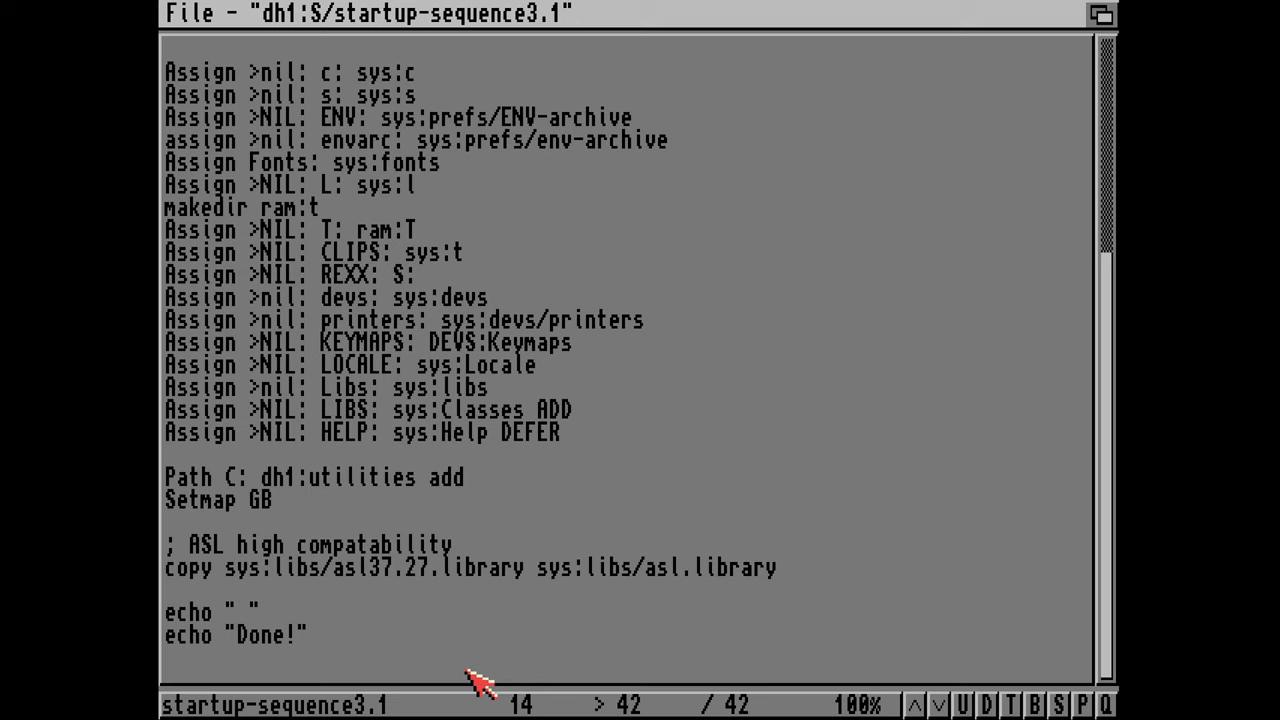 File - "dh1:S/startup-sequence3.1"
Assign >nil: c: sys:c
Assign >nil: s: sys:s
Assign >NIL: ENV: sys:prefs/ENV-archive
assign >nil: envarc: sys:prefs/env-archive
Assign Fonts: sys:fonts
Assign >NIL: L: sys:l
makedir ram:t
Assign >NIL: T: ram:T
Assign >NIL: CLIPS: sys:t
Assign >NIL: REXX: S:
Assign >nil: devs: sys:devs
Assign >nil: printers: sys:devs/printers
Assign >NIL: KEYMAPS: DEVS:Keymaps
Assign >NIL: LOCALE: sys:Locale
Assign >nil: Libs: sys:libs
Assign >NIL: LIBS: sys:Classes ADD
Assign >NIL: HELP: sys:Help DEFER
Path C: dh1:utilities add
Setmap GB
; ASL high compatability
copy sys:libs/asl37.27.library sys:libs/asl.library
echo " "
echo "Done!"
startup-sequence3.1 14 > 42 / 42 100% U D T B S P Q